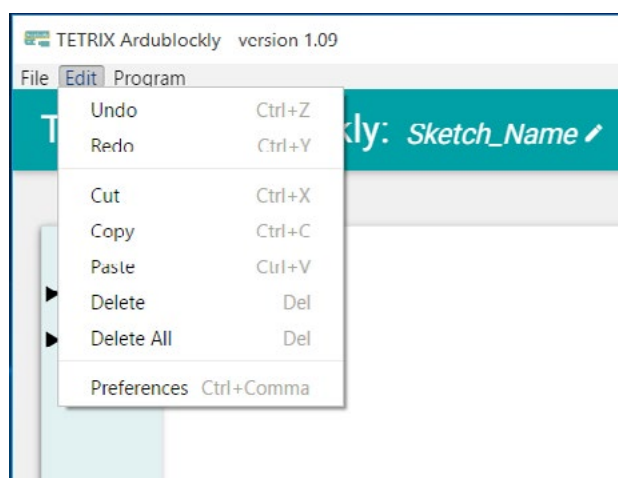 TETRIX Ardublockly version 1.09
File Edit Program
kly: Sketch_Name
Undo Ctrl+Z
Redo Ctrl+Y
Cut Ctrl+X
Copy Ctrl+C
Paste Ctrl+V
Delete Del
Delete All Del
Preferences Ctrl+Comma